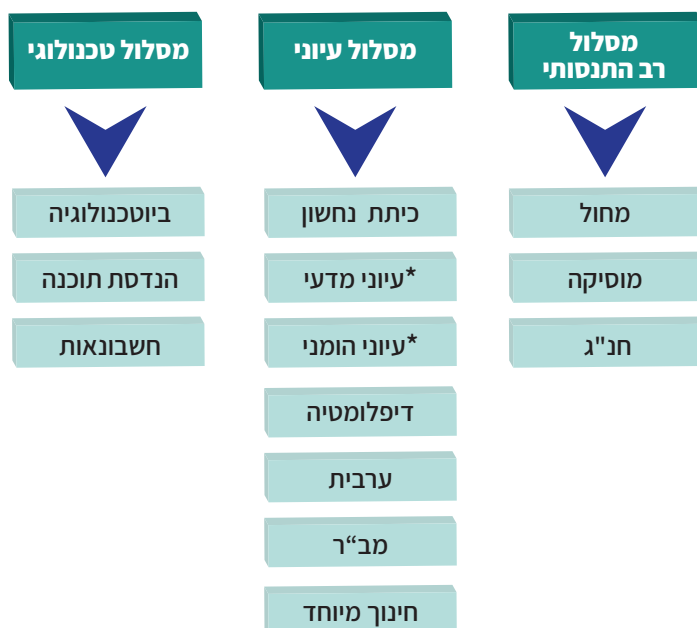 מסלול
רב התנסותי
מחול
מוסיקה
חנ"ג
מסלול עיוני
כיתת נחשון
*עיוני מדעי
*עיוני הומני
דיפלומטיה
ערבית
מב“ר
חינוך מיוחד
מסלול טכנולוגי
ביוטכנולוגיה
הנדסת תוכנה
חשבונאות